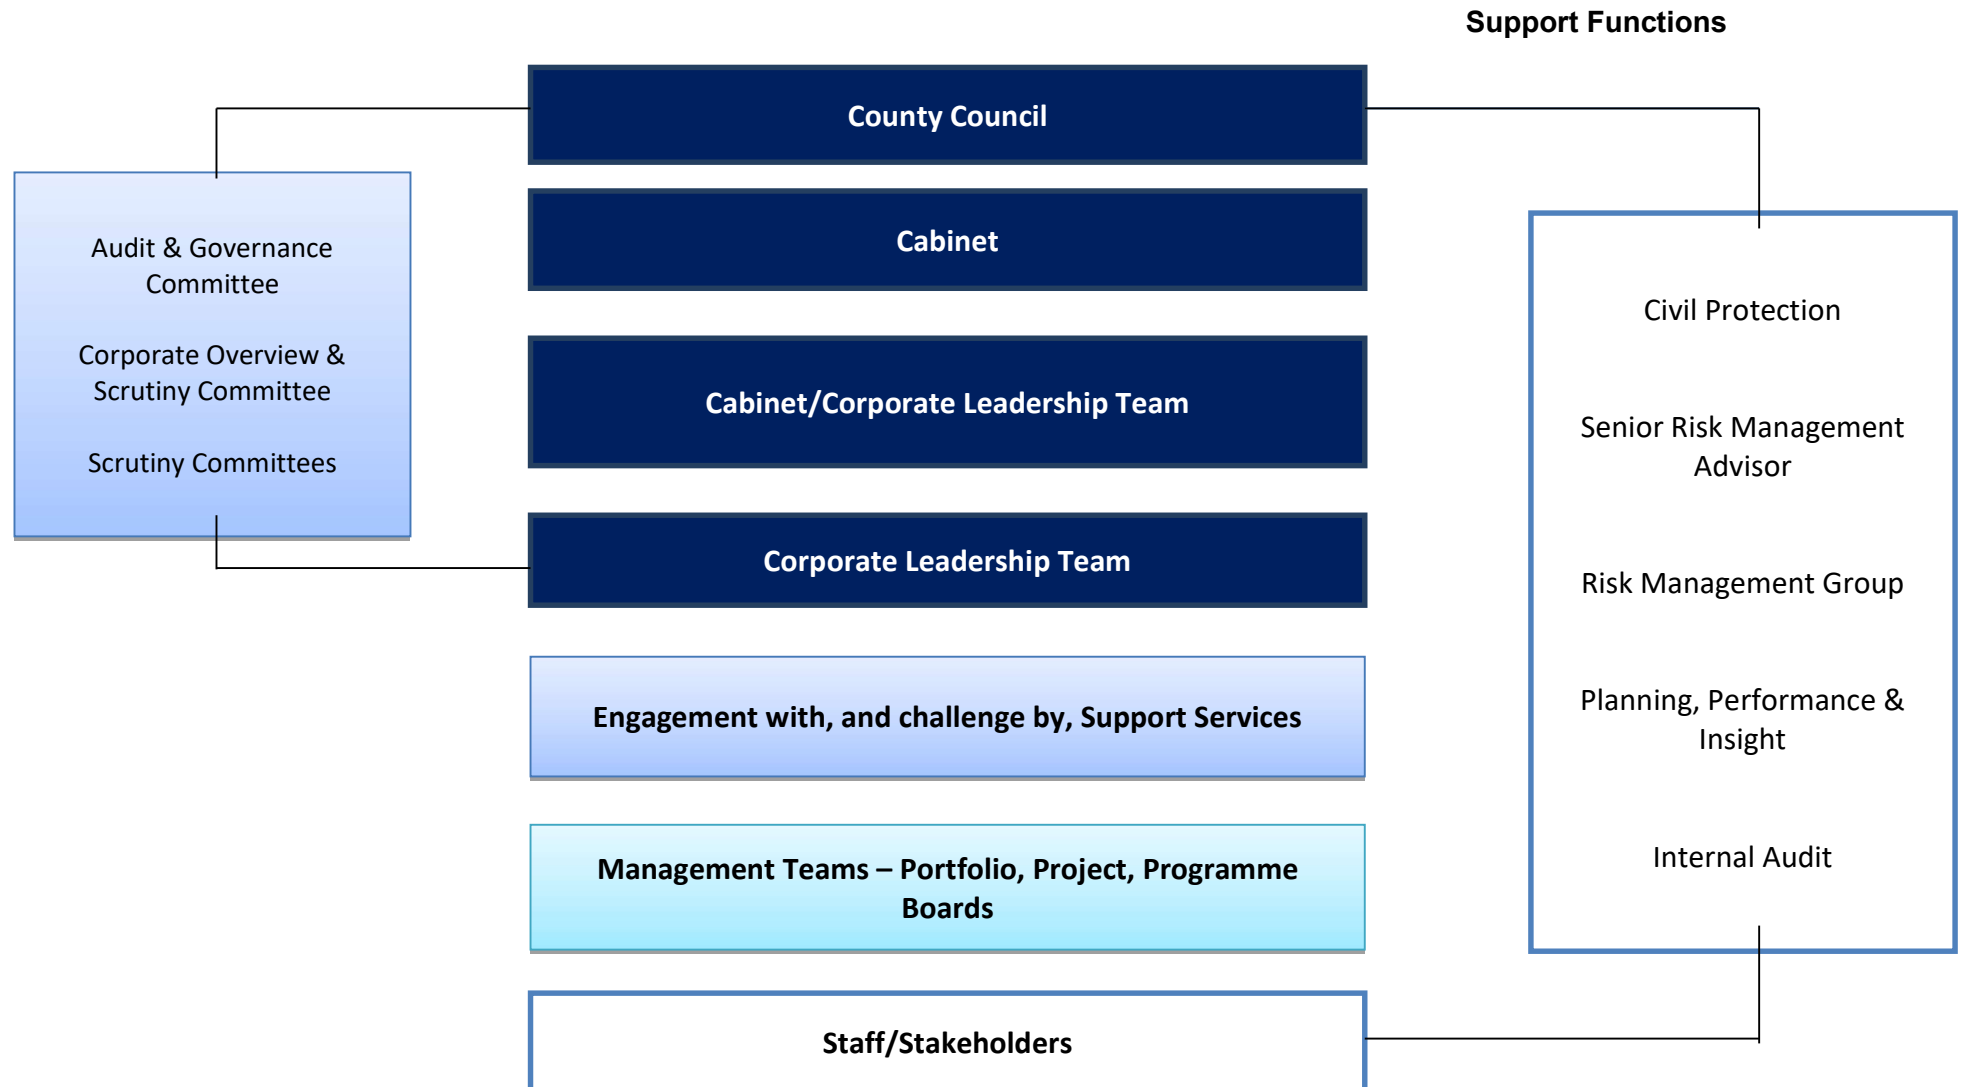 Support Functions
County Council
Cabinet
Cabinet/Corporate Leadership Team
Corporate Leadership Team
Engagement with, and challenge by, Support Services
Management Teams – Portfolio, Project, Programme
Boards
Staff/Stakeholders
Audit & Governance
Committee
Corporate Overview &
Scrutiny Committee
Scrutiny Committees
Civil Protection
Senior Risk Management
Advisor
Risk Management Group
Planning, Performance &
Insight
Internal Audit